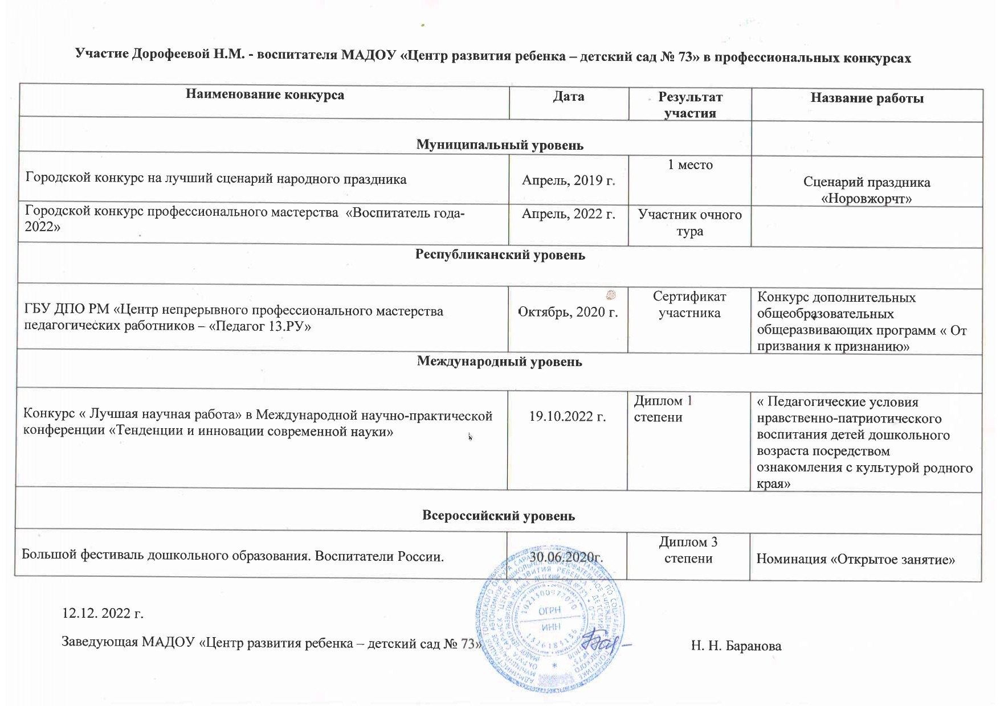 Участие Дорофеевой Н.М. - воспитателя МАДОУ «Центр развития ребенка – детский сад № 73» в профессиональных конкурсах
Наименование конкурса
Дата
Результат
участия
Название работы
Муниципальный уровень
Городской конкурс на лучший сценарий народного праздника
Апрель, 2019 г.
1 место
Сценарий праздника
«Норовжорчт»
Городской конкурс профессионального мастерства «Воспитатель года-
2022»
Апрель, 2022 г.
Участник очного
тура
Республиканский уровень
ГБУ ДПО РМ «Центр непрерывного профессионального мастерства
педагогических работников – «Педагог 13.РУ»
Октябрь, 2020 г.
Сертификат
участника
Конкурс дополнительных
общеобразовательных
общеразвивающих программ « От
призвания к признанию»
Международный уровень
Конкурс « Лучшая научная работа» в Международной научно-практической
конференции «Тенденции и инновации современной науки»
19.10.2022 г.
Диплом 1
степени
« Педагогические условия
нравственно-патриотического
воспитания детей дошкольного
возраста посредством
ознакомления с культурой родного
края»
Всероссийский уровень
Большой фестиваль дошкольного образования. Воспитатели России.
30.06.2020г.
Диплом 3
степени
Номинация «Открытое занятие»
ОГРН
ИНН
12.12. 2022 г.
Заведующая МАДОУ «Центр развития ребенка – детский сад № 73»
Н. Н. Баранова